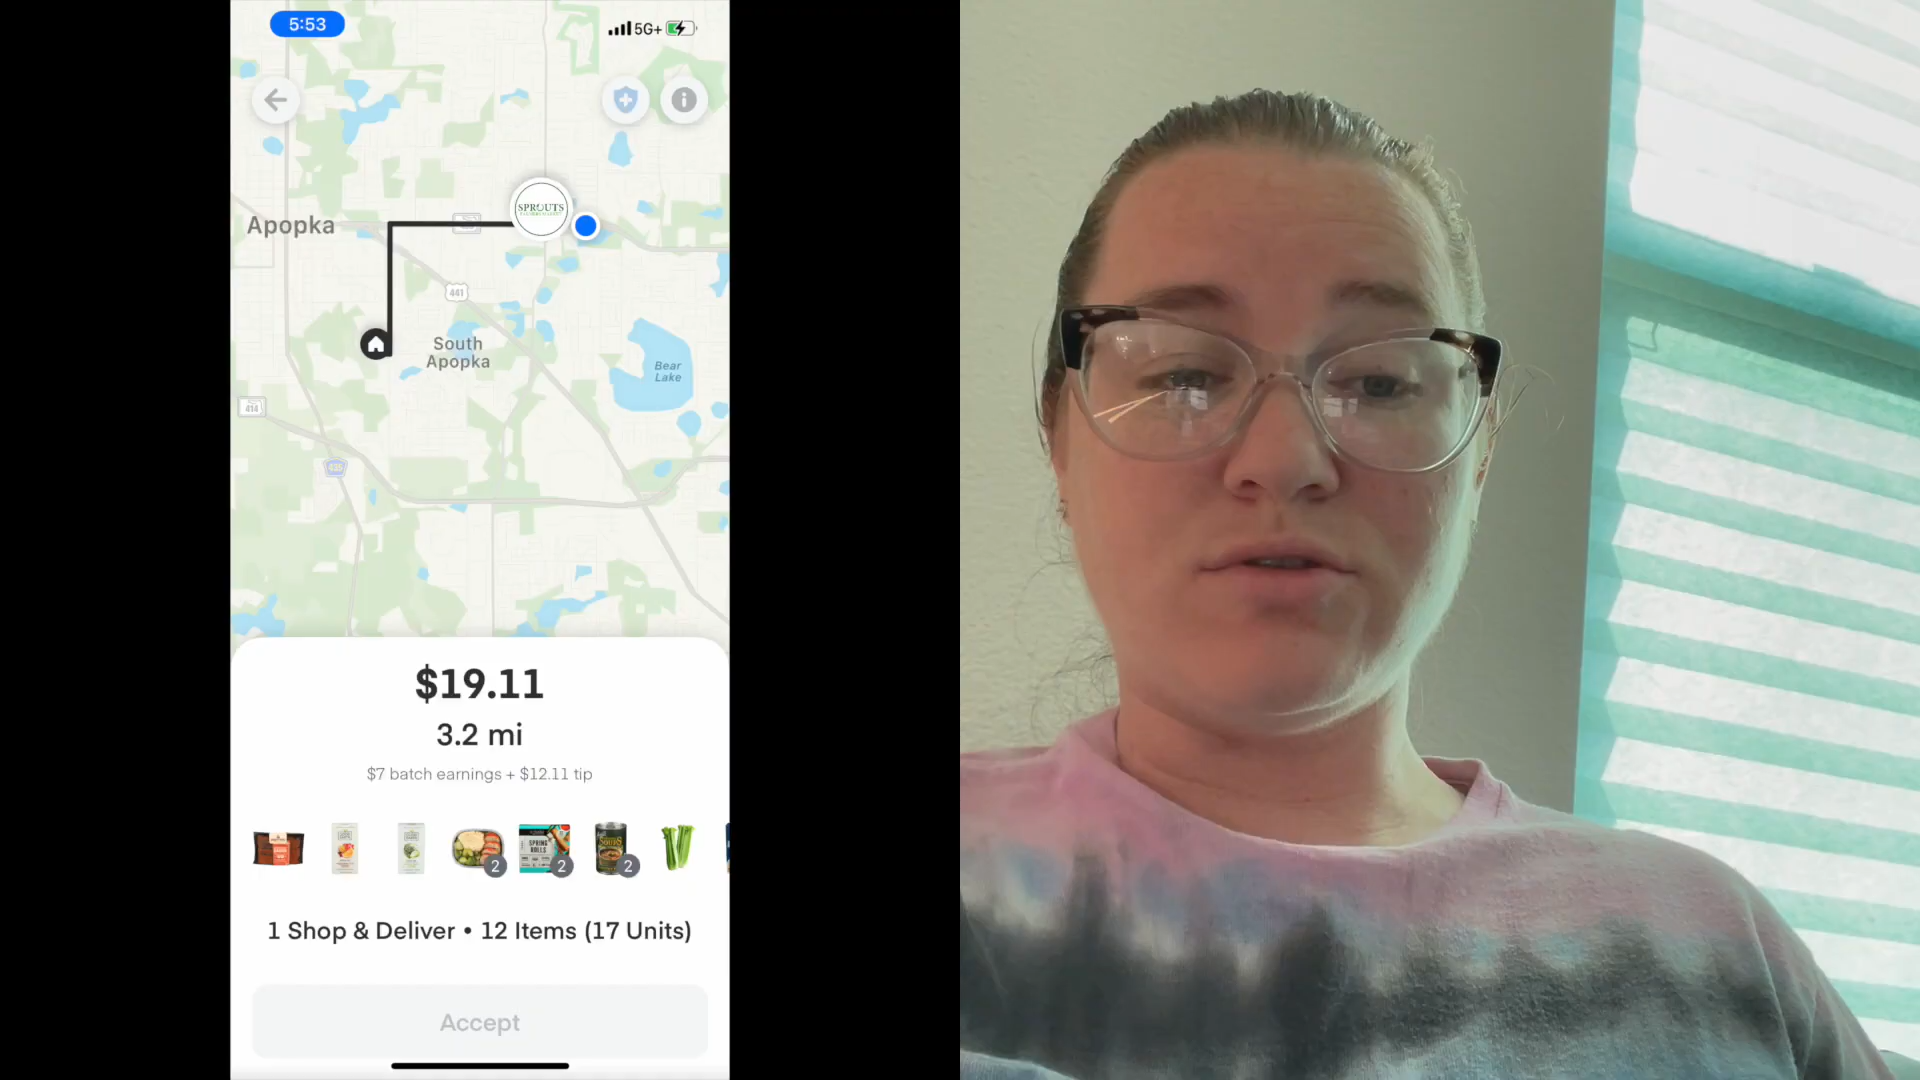 5:53
5G+
SPROUTS
Apopka
441
South
Apopka
Bear
Lake
414
435
$19.11
3.2 mi
$7 batch earnings + $12.11 tip
SPRING
ROLLS
2
2
2
1 Shop & Deliver • 12 Items (17 Units)
Accept